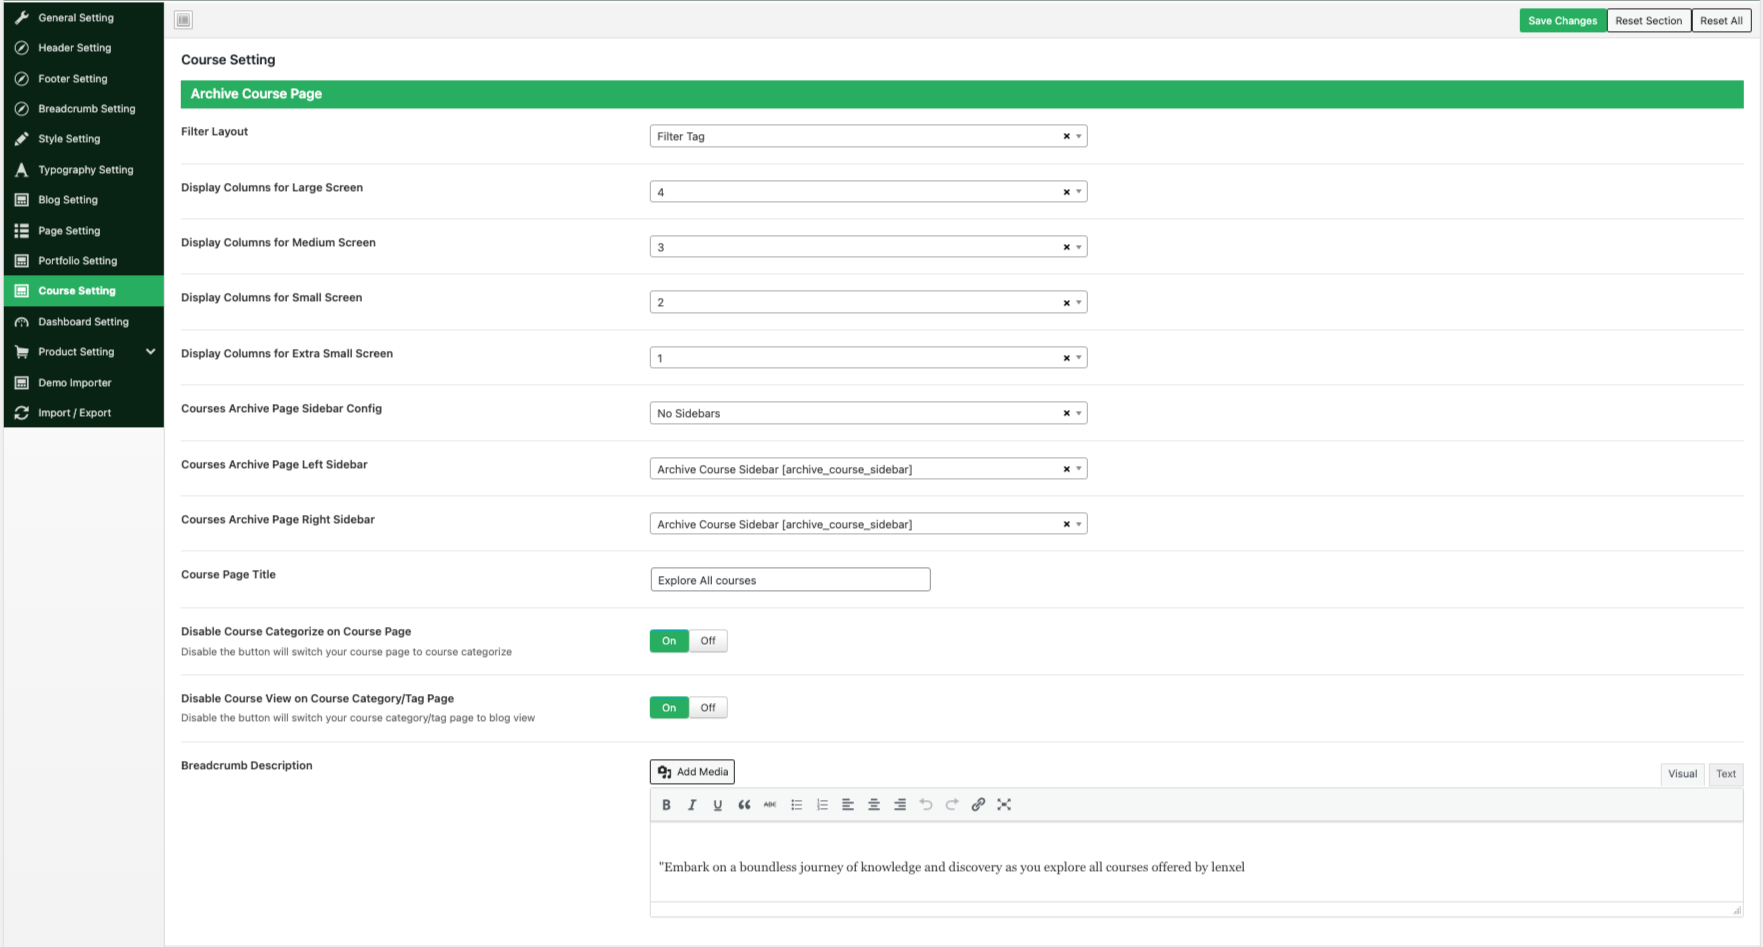 General Setting
Header Setting
Footer Setting
Breadcrumb Setting
Style Setting
Typography Setting
Blog Setting
Page Setting
Portfolio Setting
Course Setting
Dashboard Setting
Product Setting
Demo Importer
Import / Export
Save Changes Reset Section Reset All
Course Setting
Archive Course Page
Filter Layout
Filter Tag
Display Columns for Large Screen
4
Display Columns for Medium Screen
3
Display Columns for Small Screen
2
Display Columns for Extra Small Screen
1
Courses Archive Page Sidebar Config
No Sidebars
Courses Archive Page Left Sidebar
Archive Course Sidebar [archive_course_sidebar]
Courses Archive Page Right Sidebar
Archive Course Sidebar [archive_course_sidebar]
Course Page Title
Explore All courses
Disable Course Categorize on Course Page
Disable the button will switch your course page to course categorize
On Off
Disable Course View on Course Category/Tag Page
Disable the button will switch your course category/tag page to blog view
On Off
Breadcrumb Description
Add Media
Visual Text
B I U ABC
"Embark on a boundless journey of knowledge and discovery as you explore all courses offered by lenxel